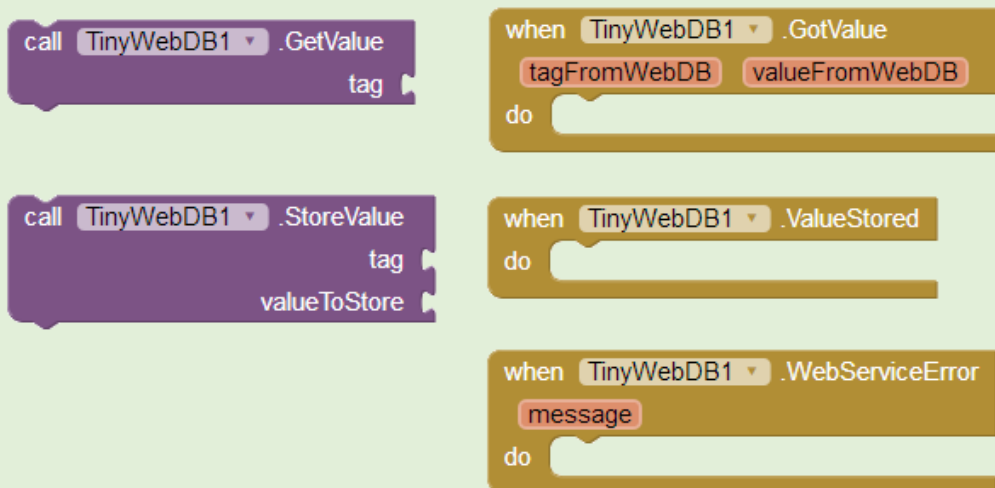 call TinyWebDB1 .GetValue
tag
when TinyWebDB1 .GotValue
tagFromWebDB valueFromWebDB
do
call TinyWebDB1 .StoreValue
tag
valueToStore
when TinyWebDB1 .ValueStored
do
when TinyWebDB1 .WebServiceError
message
do